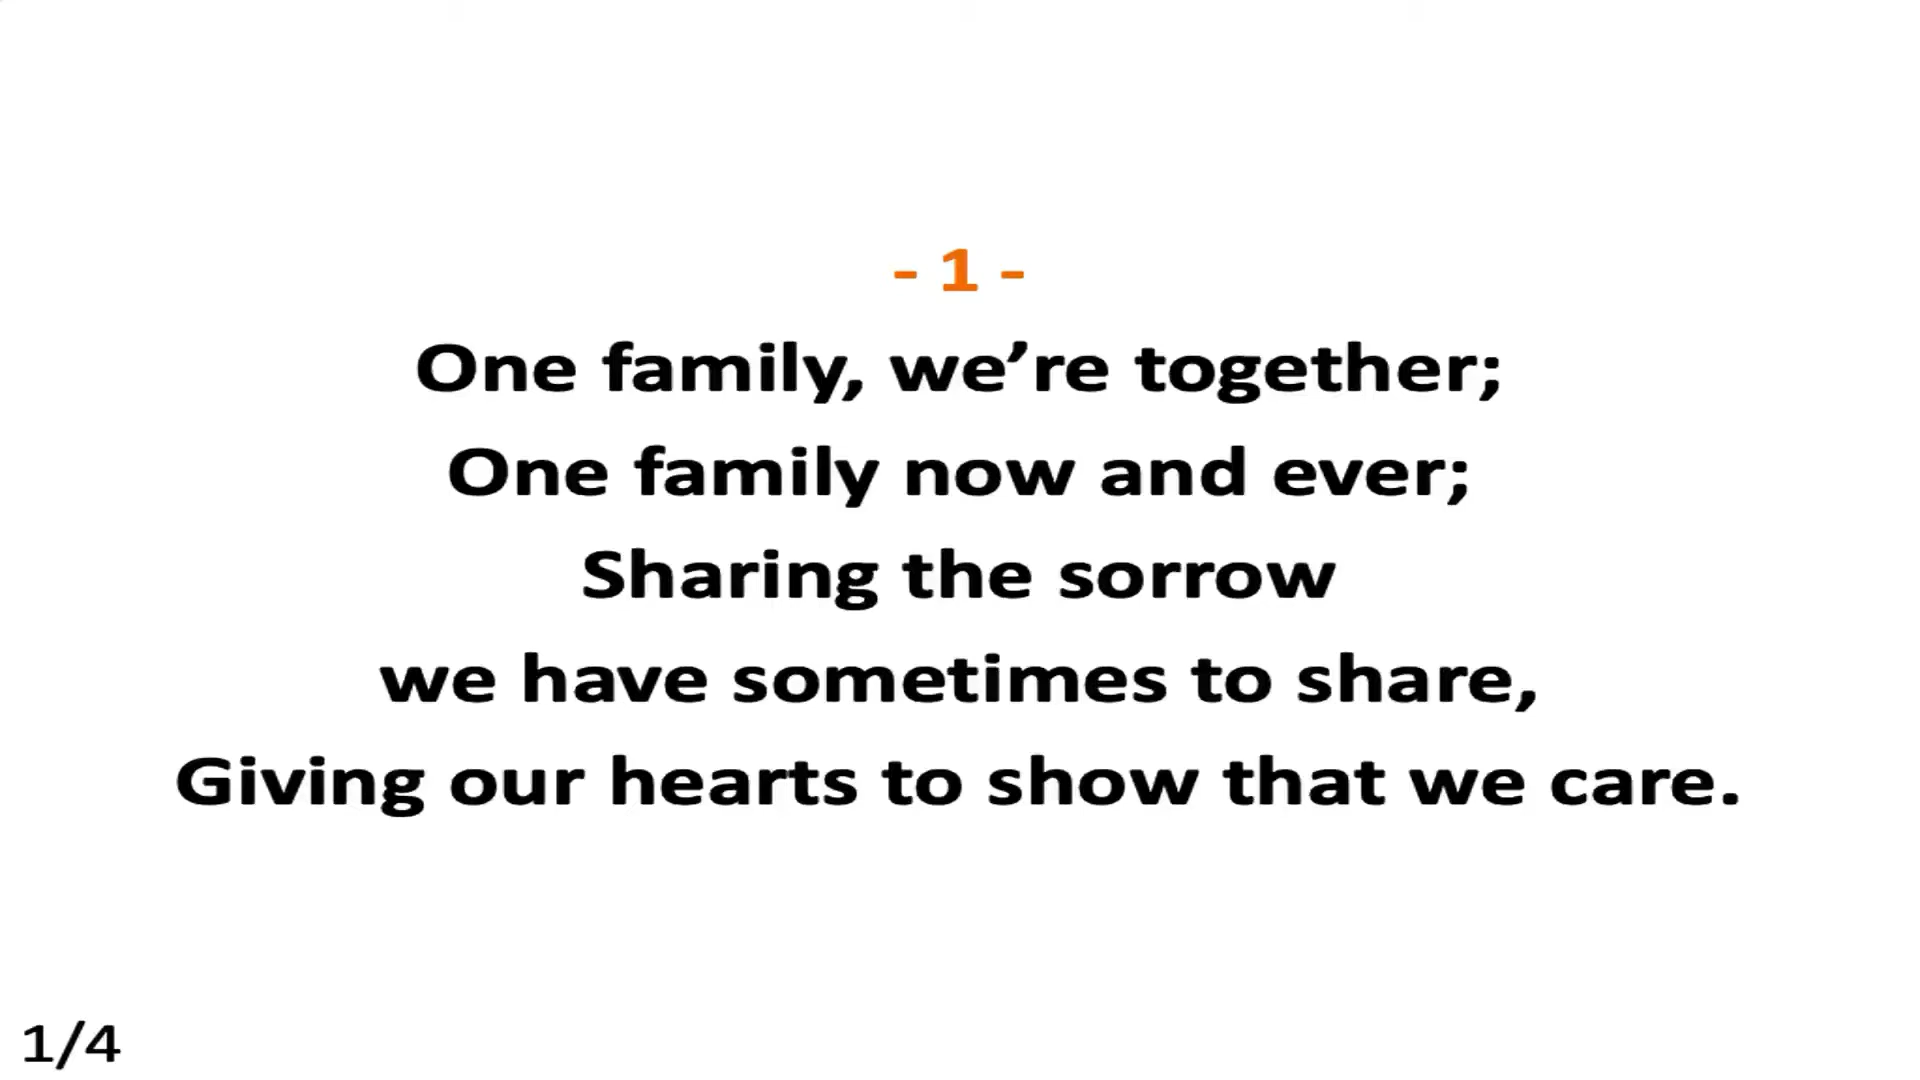 - 1 -
One family, we’re together;
One family now and ever;
Sharing the sorrow
we have sometimes to share,
Giving our hearts to show that we care.
1/4